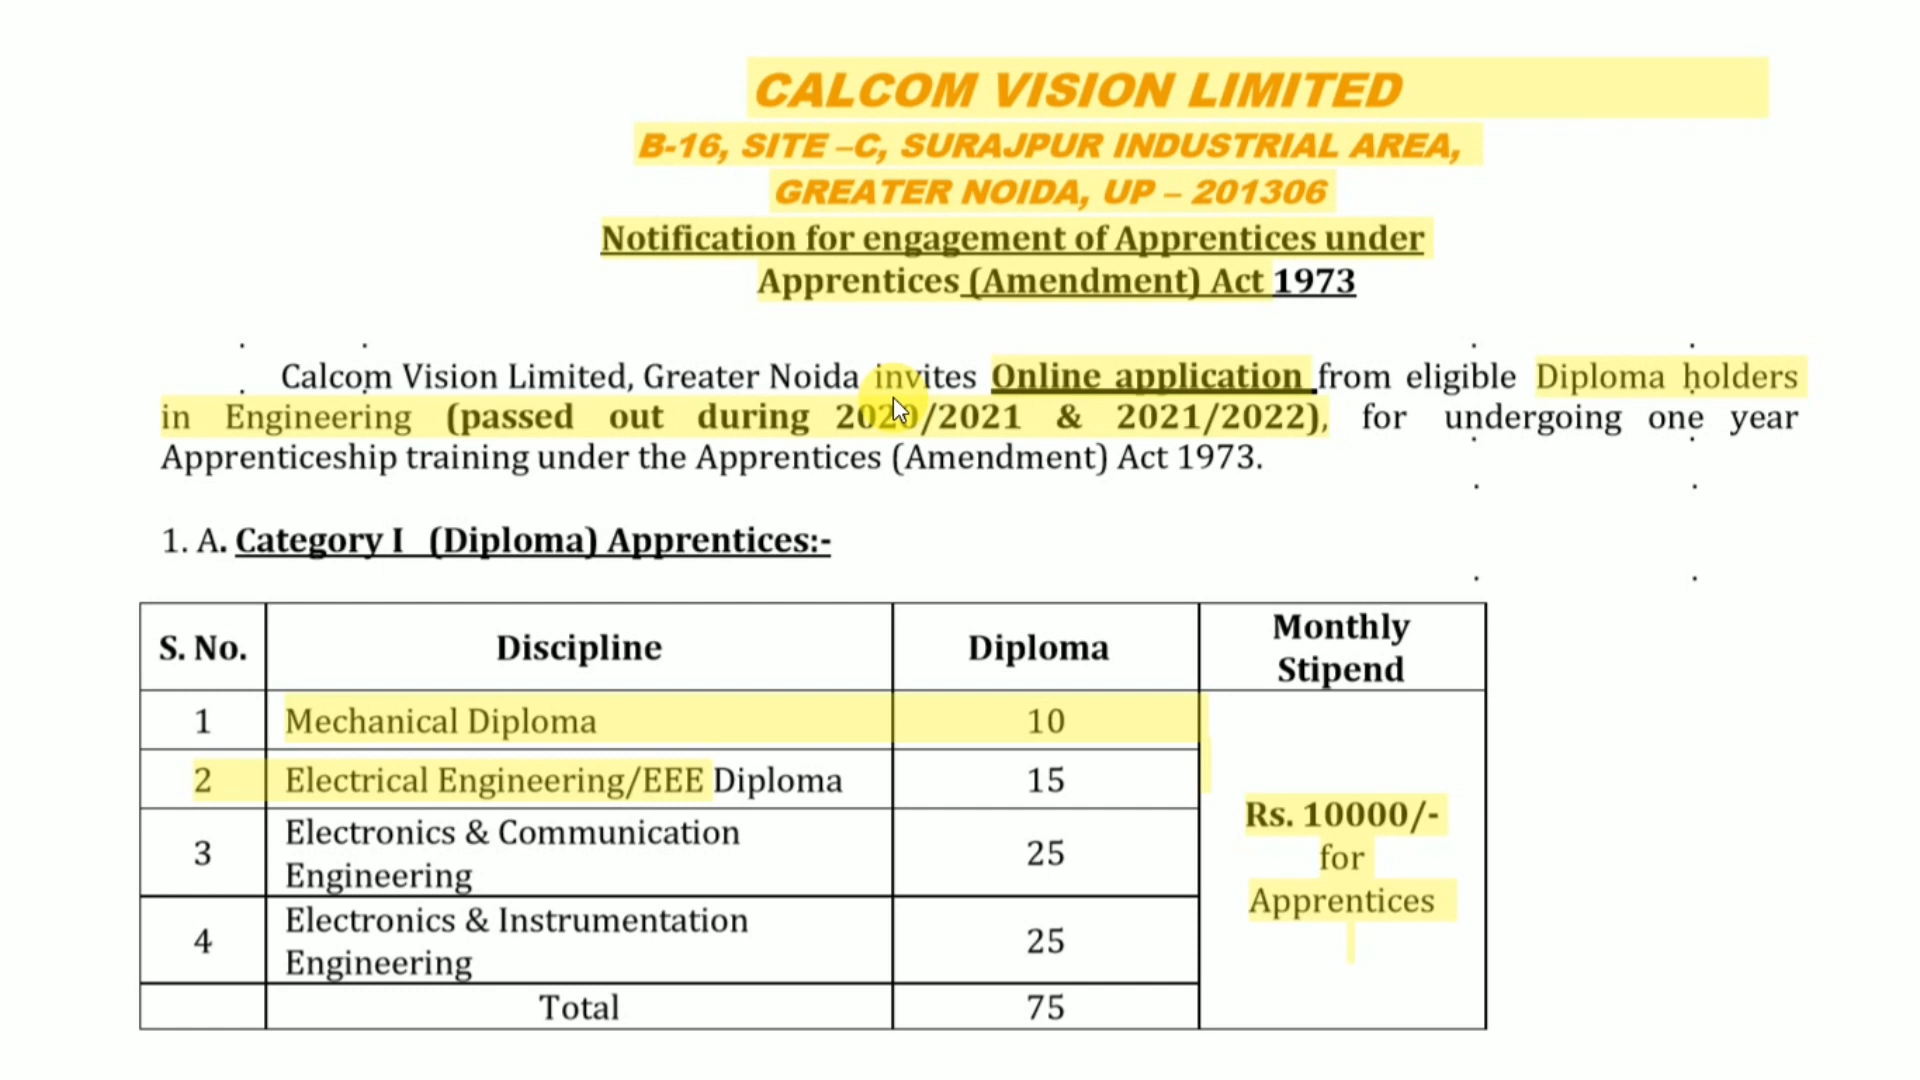 CALCOM VISION LIMITED
B-16, SITE –C, SURAJPUR INDUSTRIAL AREA,
GREATER NOIDA, UP – 201306
Notification for engagement of Apprentices under
Apprentices (Amendment) Act 1973
Calcom Vision Limited, Greater Noida invites Online application from eligible Diploma holders
in Engineering (passed out during 2020/2021 & 2021/2022), for undergoing one year
Apprenticeship training under the Apprentices (Amendment) Act 1973.
1. A. Category I (Diploma) Apprentices:-
S. No. Discipline Diploma Monthly Stipend
1 Mechanical Diploma 10
2 Electrical Engineering/EEE Diploma 15
3 Electronics & Communication Engineering 25
4 Electronics & Instrumentation Engineering 25
Total 75
Rs. 10000/-
for
Apprentices